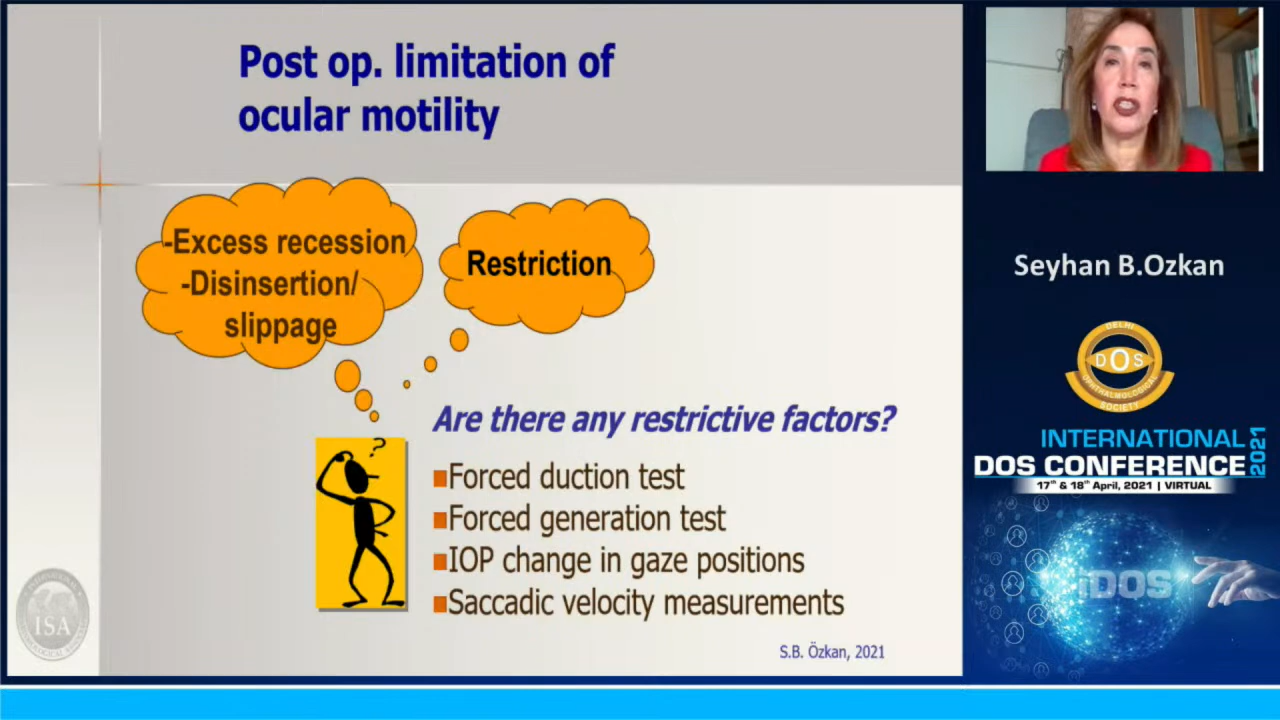 Post op. limitation of
ocular motility
-Excess recession
-Disinsertion/
slippage
Restriction
?
Are there any restrictive factors?
Forced duction test
Forced generation test
IOP change in gaze positions
Saccadic velocity measurements
S.B. Özkan, 2021
ISA
Seyhan B.Ozkan
DELHI
DOS
OPHTHALMOLOGICAL
SOCIETY
INTERNATIONAL
DOS CONFERENCE
2021
17th & 18th April, 2021 | VIRTUAL
iDOS